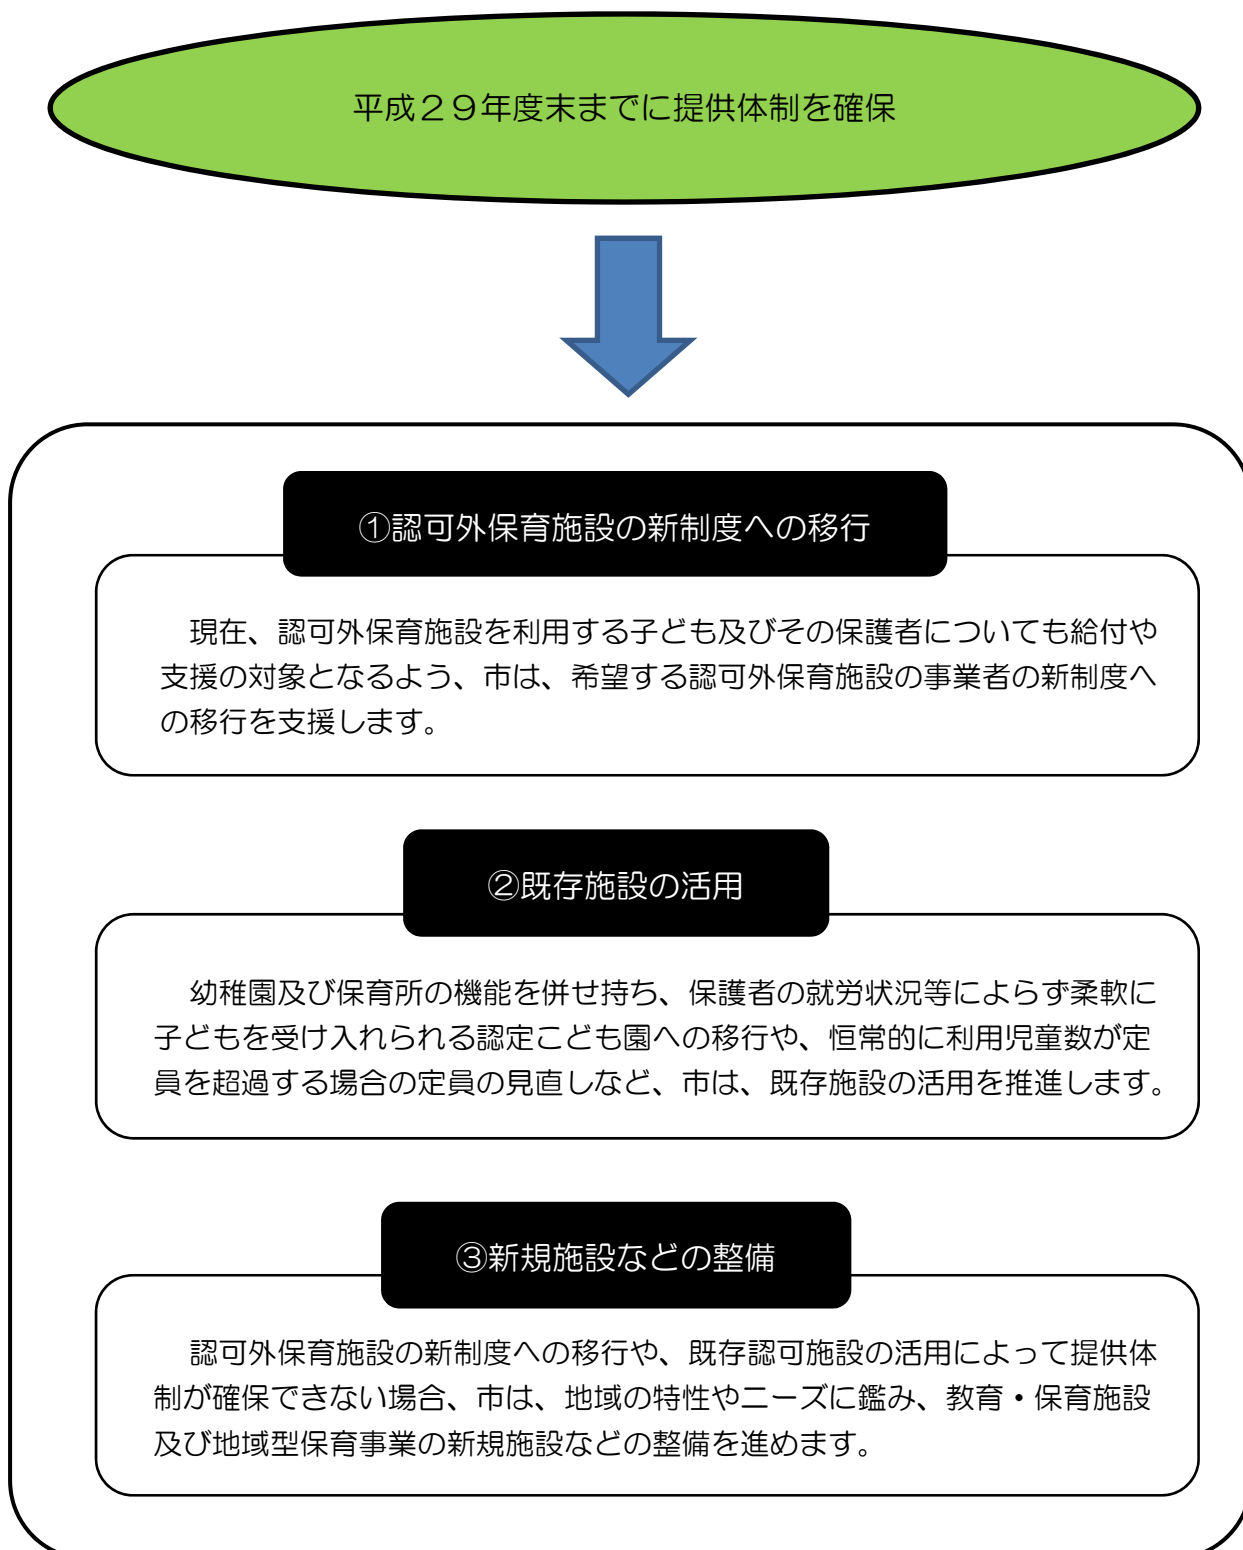 平成２９年度末までに提供体制を確保
①認可外保育施設の新制度への移行
現在、認可外保育施設を利用する子ども及びその保護者についても給付や
支援の対象となるよう、市は、希望する認可外保育施設の事業者の新制度へ
の移行を支援します。
②既存施設の活用
幼稚園及び保育所の機能を併せ持ち、保護者の就労状況等によらず柔軟に
子どもを受け入れられる認定こども園への移行や、恒常的に利用児童数が定
員を超過する場合の定員の見直しなど、市は、既存施設の活用を推進します。
③新規施設などの整備
認可外保育施設の新制度への移行や、既存認可施設の活用によって提供体
制が確保できない場合、市は、地域の特性やニーズに鑑み、教育・保育施設
及び地域型保育事業の新規施設などの整備を進めます。